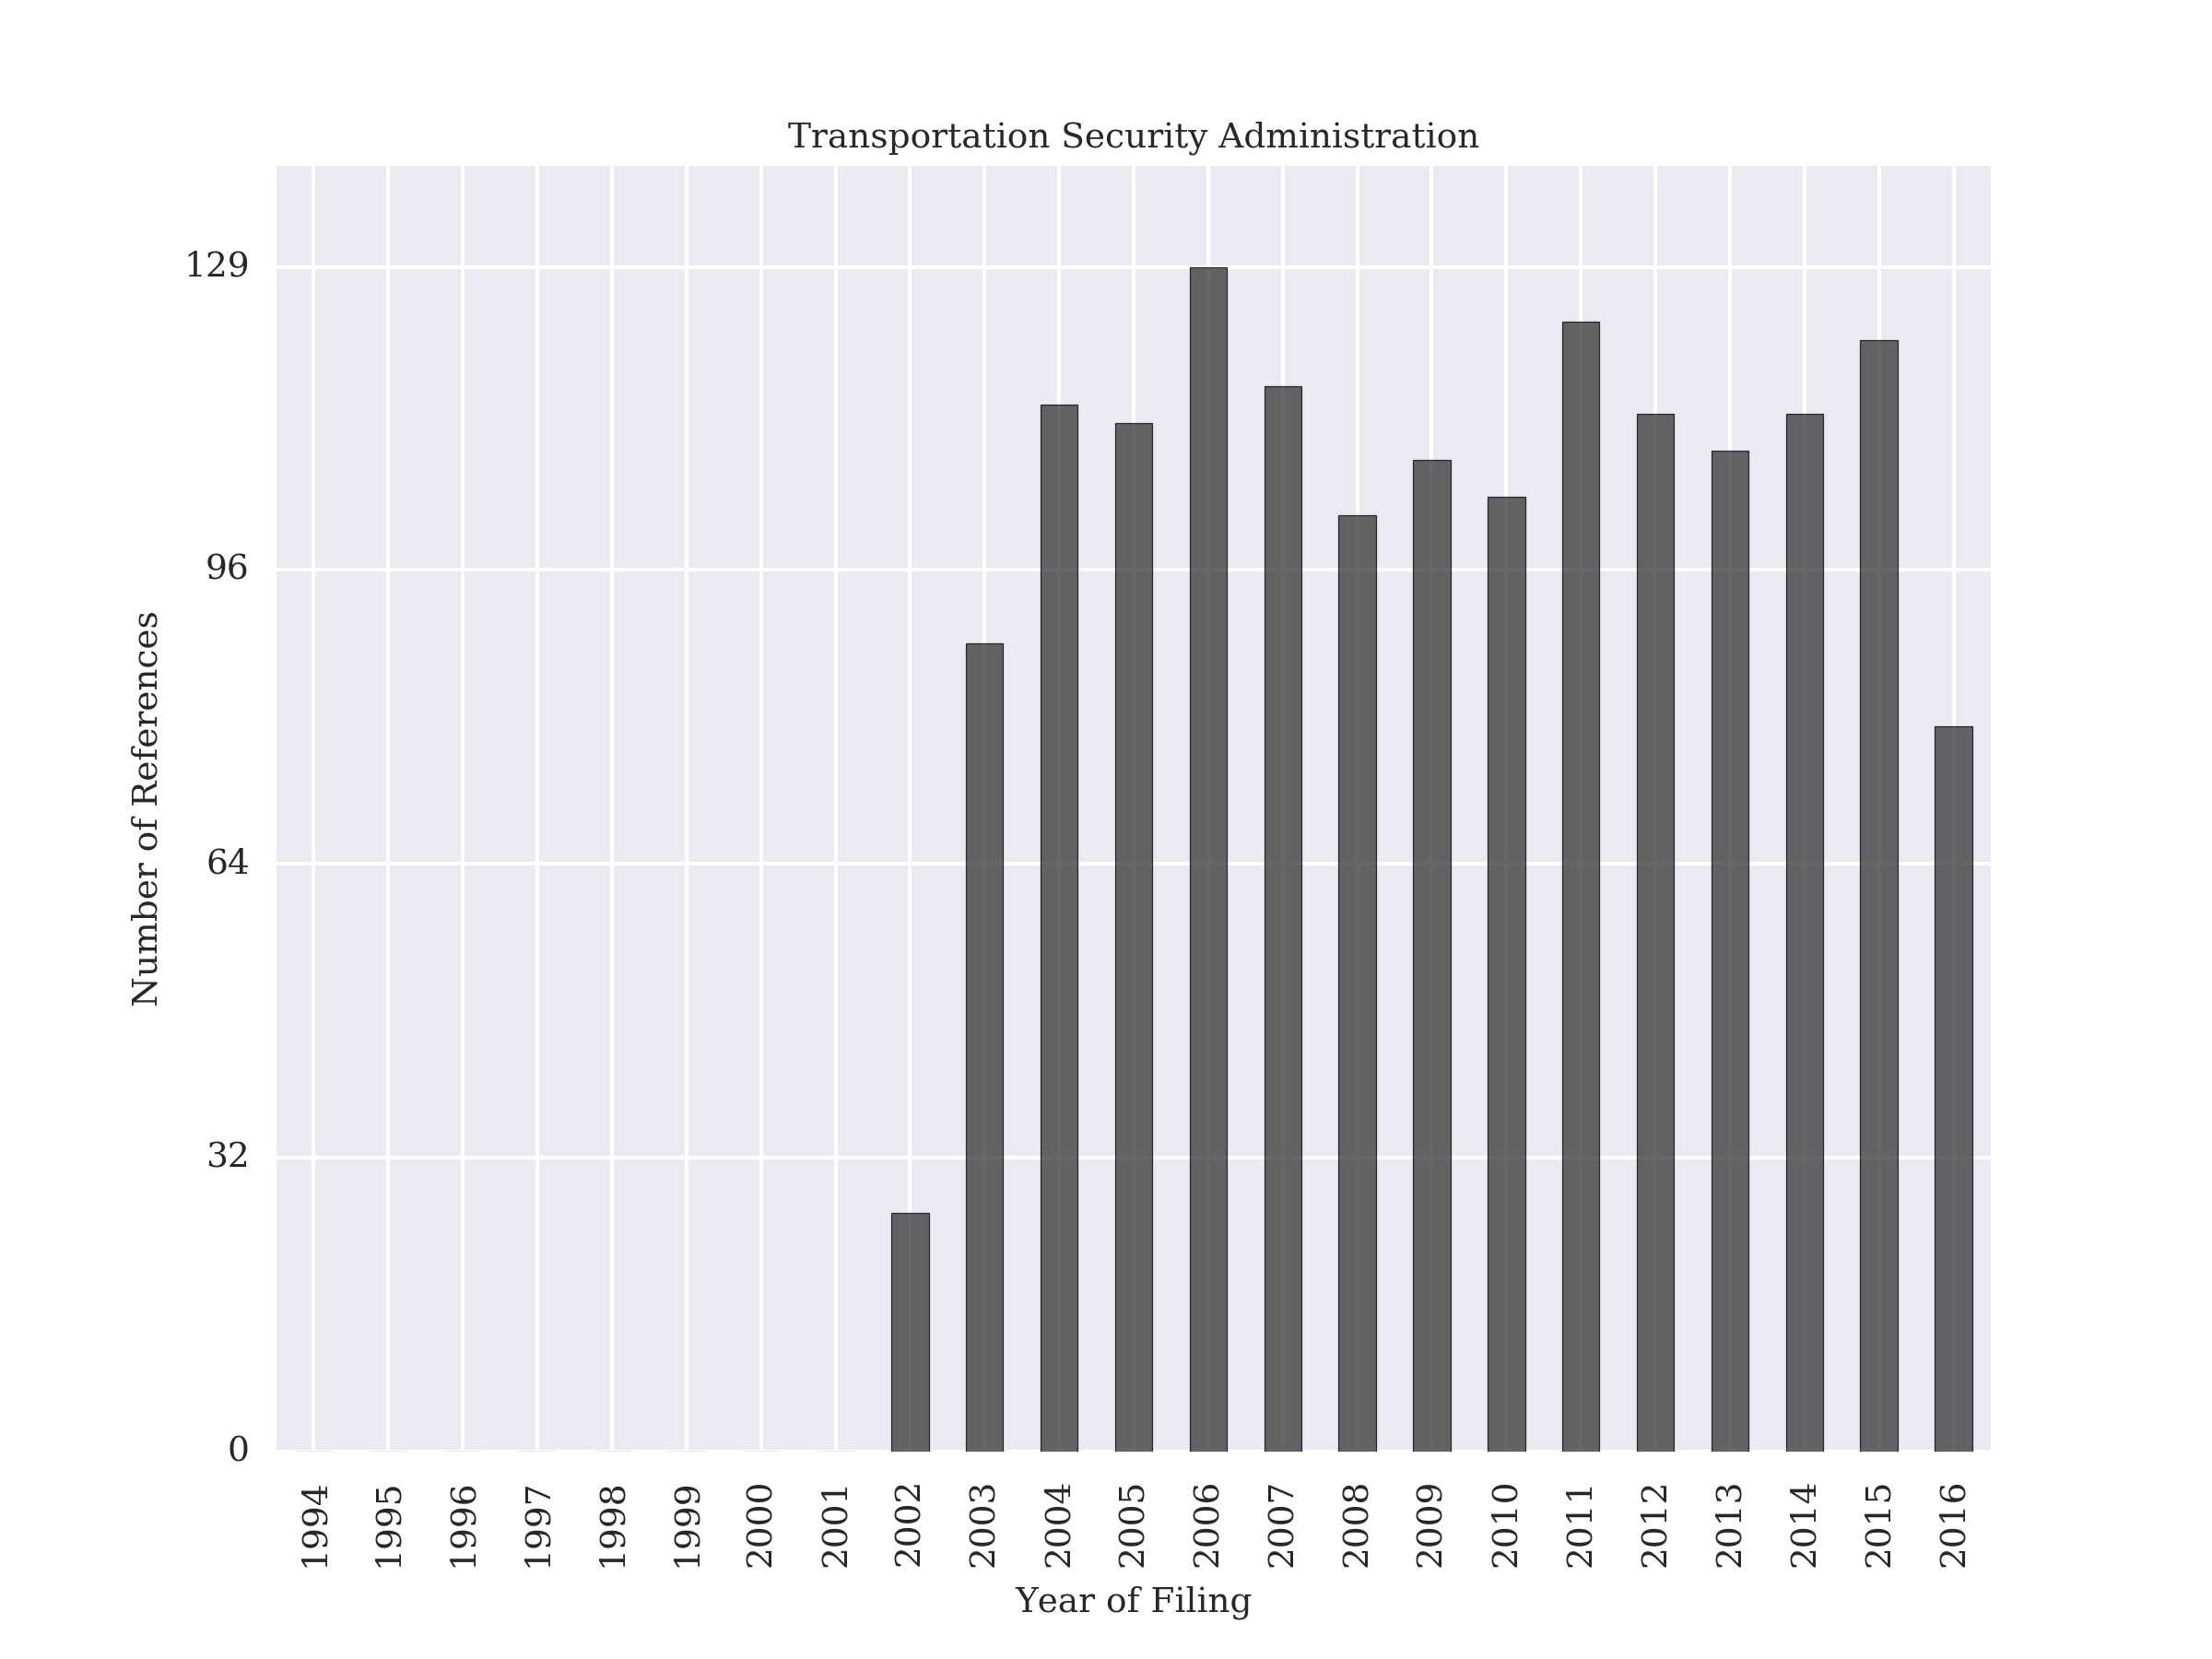 Transportation Security Administration
129
96
64
32
0
Number of References
1994 1995 1996 1997 1998 1999 2000 2001 2002 2003 2004 2005 2006 2007 2008 2009 2010 2011 2012 2013 2014 2015 2016
Year of Filing